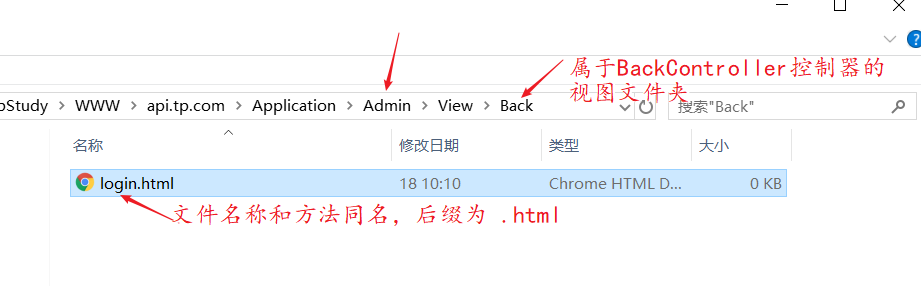 属于BackController控制器的
视图文件夹
pStudy > WWW > api.tp.com > Application > Admin > View > Back
搜索"Back"
名称 修改日期 类型 大小
login.html 18 10:10 Chrome HTML D... 0 KB
文件名称和方法同名，后缀为 .html